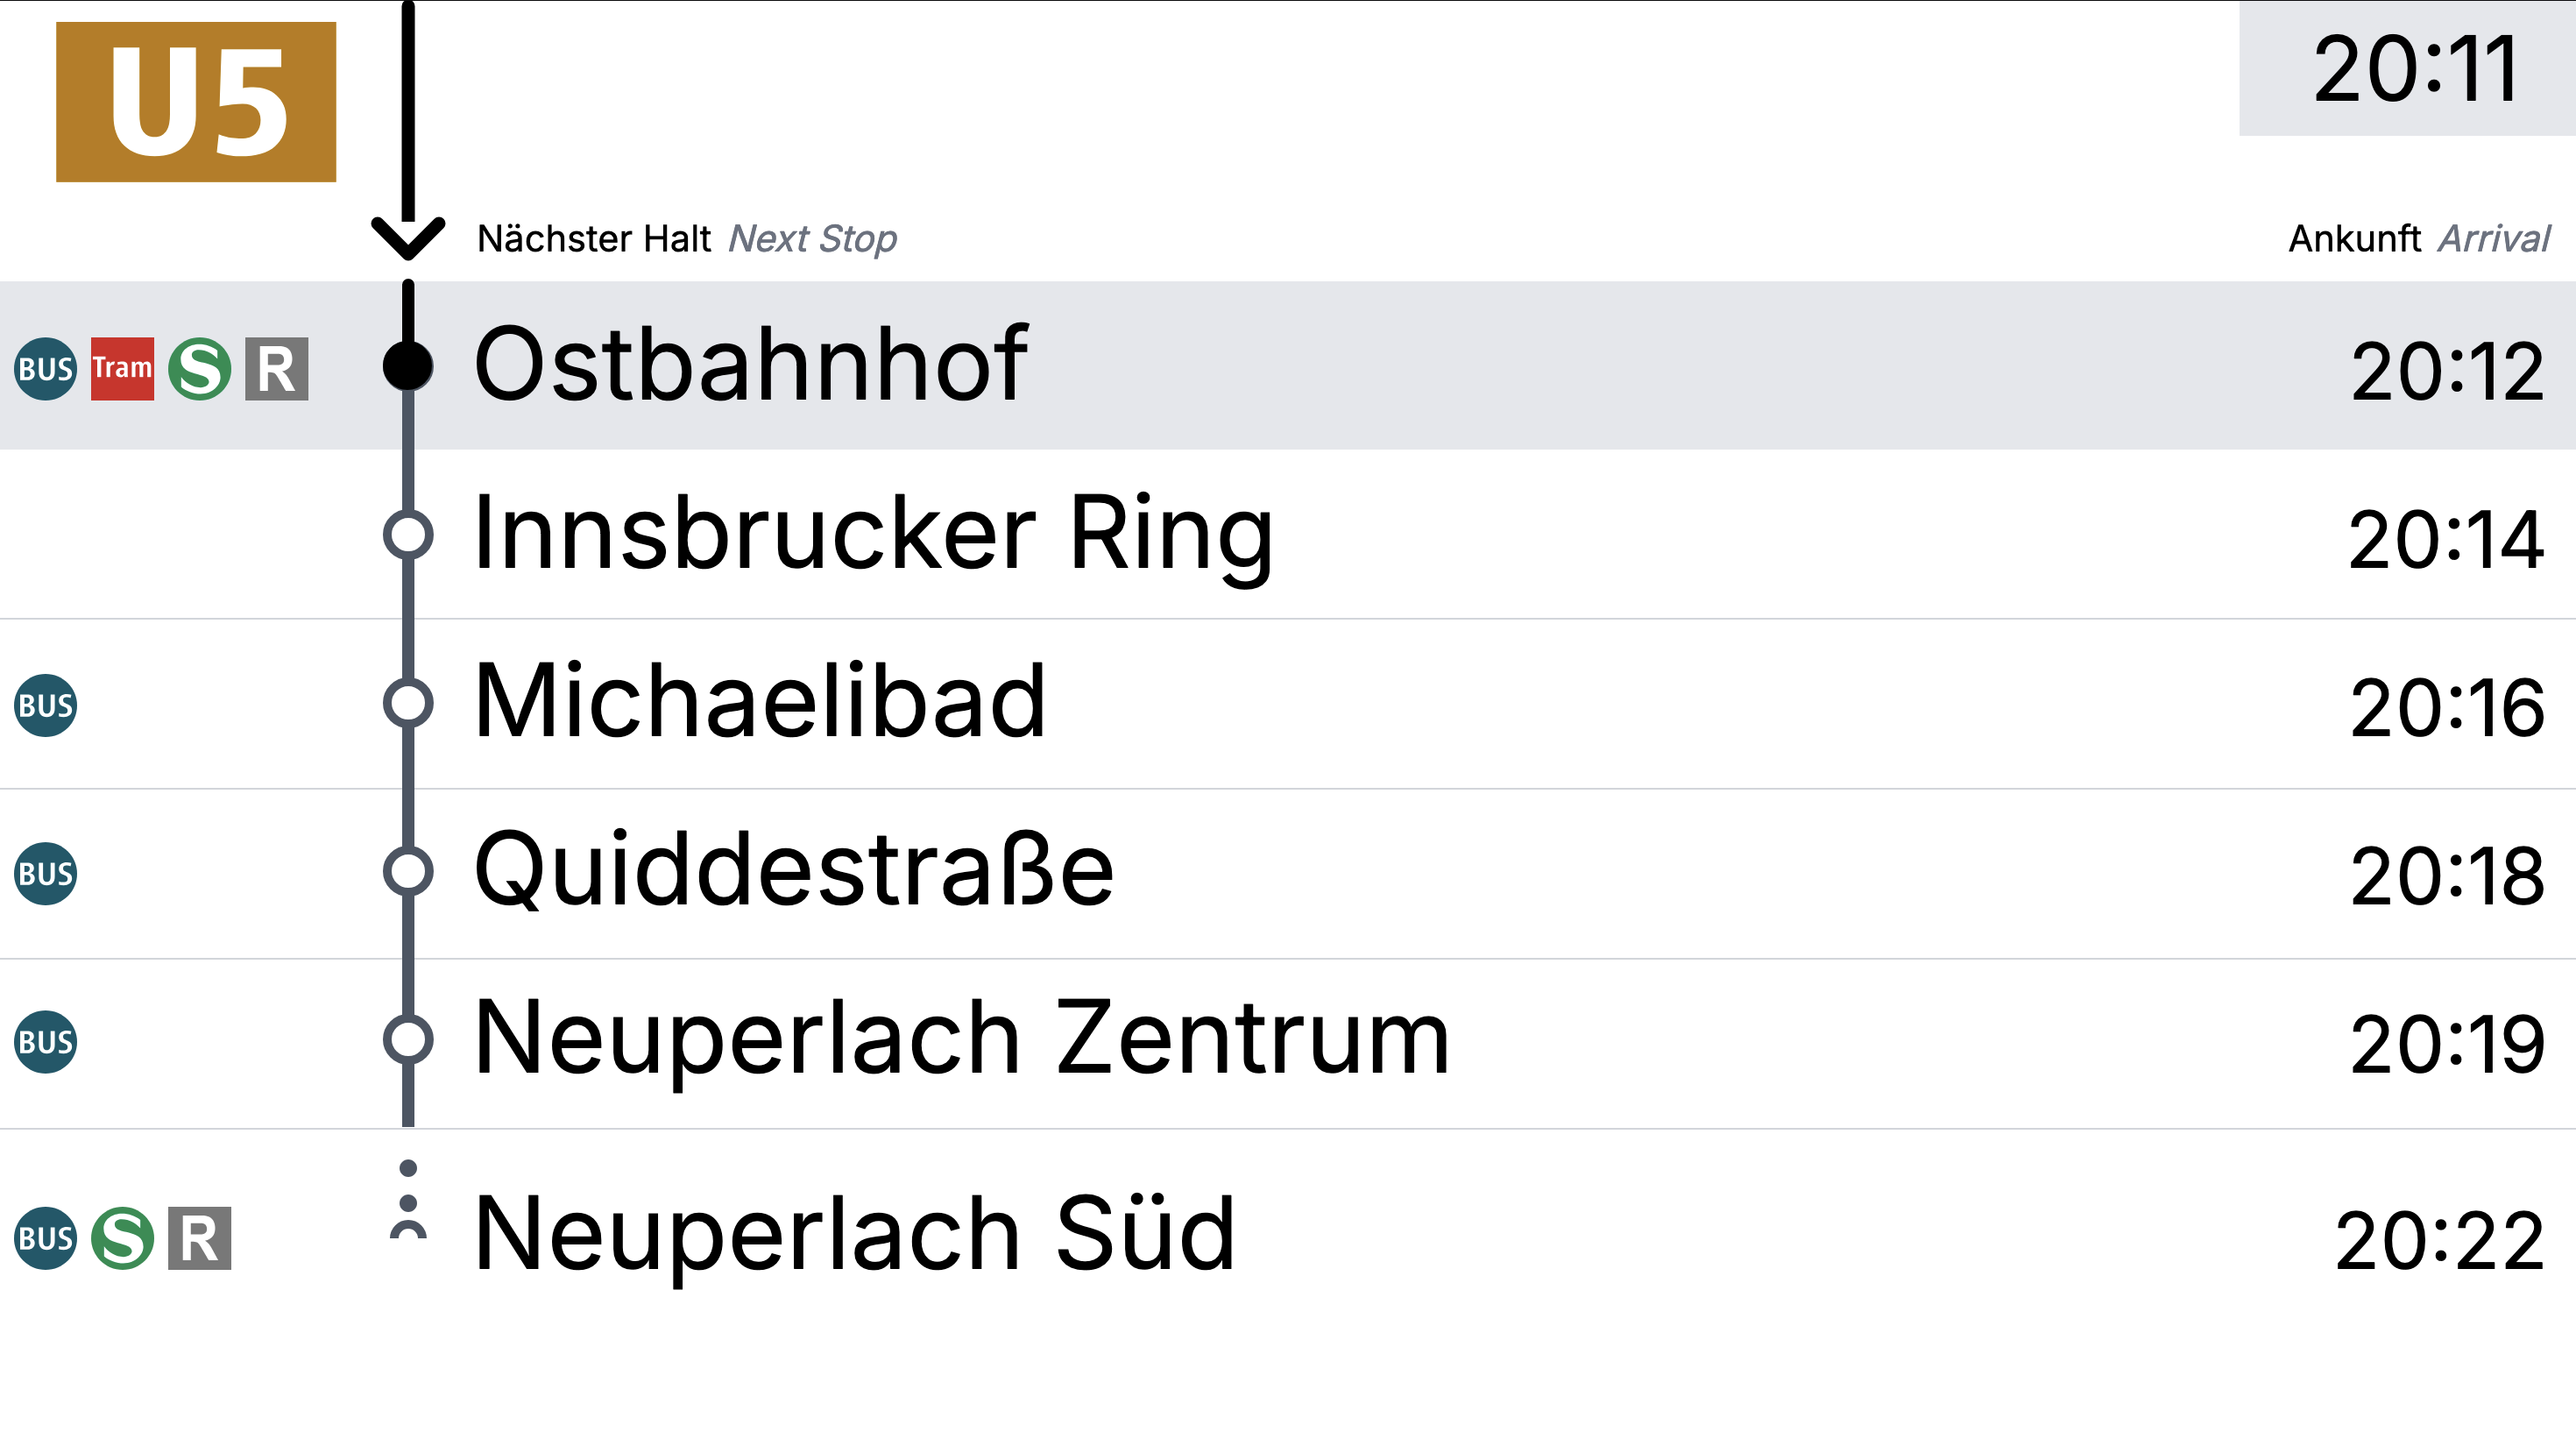 U5
20:11
Nächster Halt Next Stop
Ankunft Arrival
BUS Tram S R Ostbahnhof 20:12
Innsbrucker Ring 20:14
BUS Michaelibad 20:16
BUS Quiddestraße 20:18
BUS Neuperlach Zentrum 20:19
BUS S R Neuperlach Süd 20:22